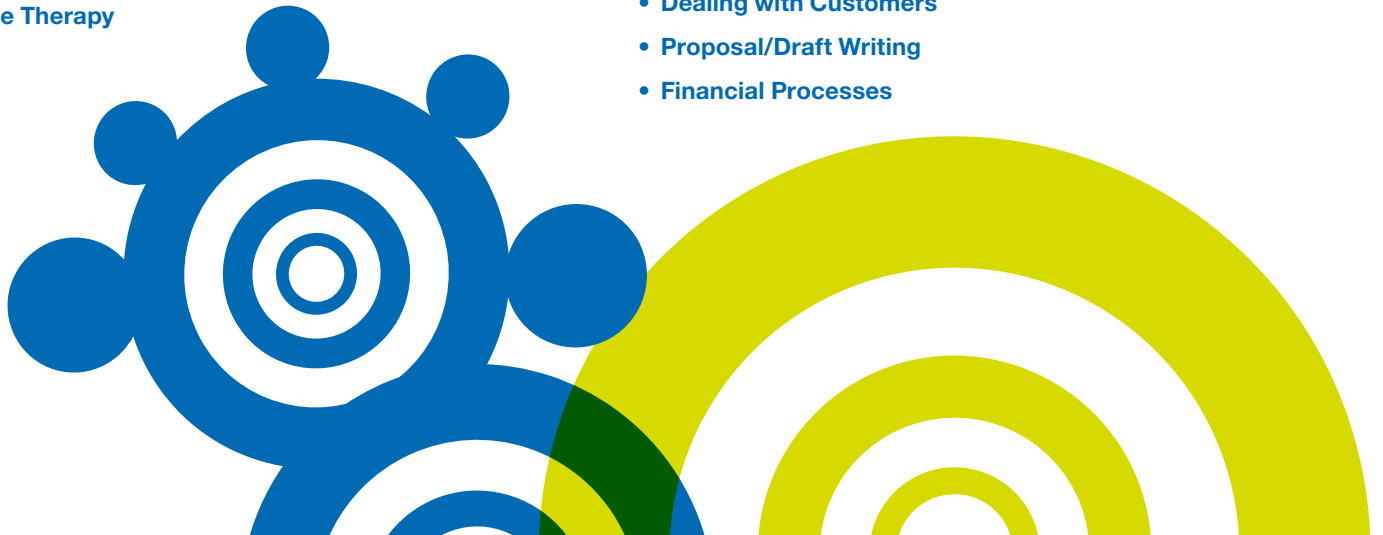 e Therapy
• Dealing with Customers
• Proposal/Draft Writing
• Financial Processes